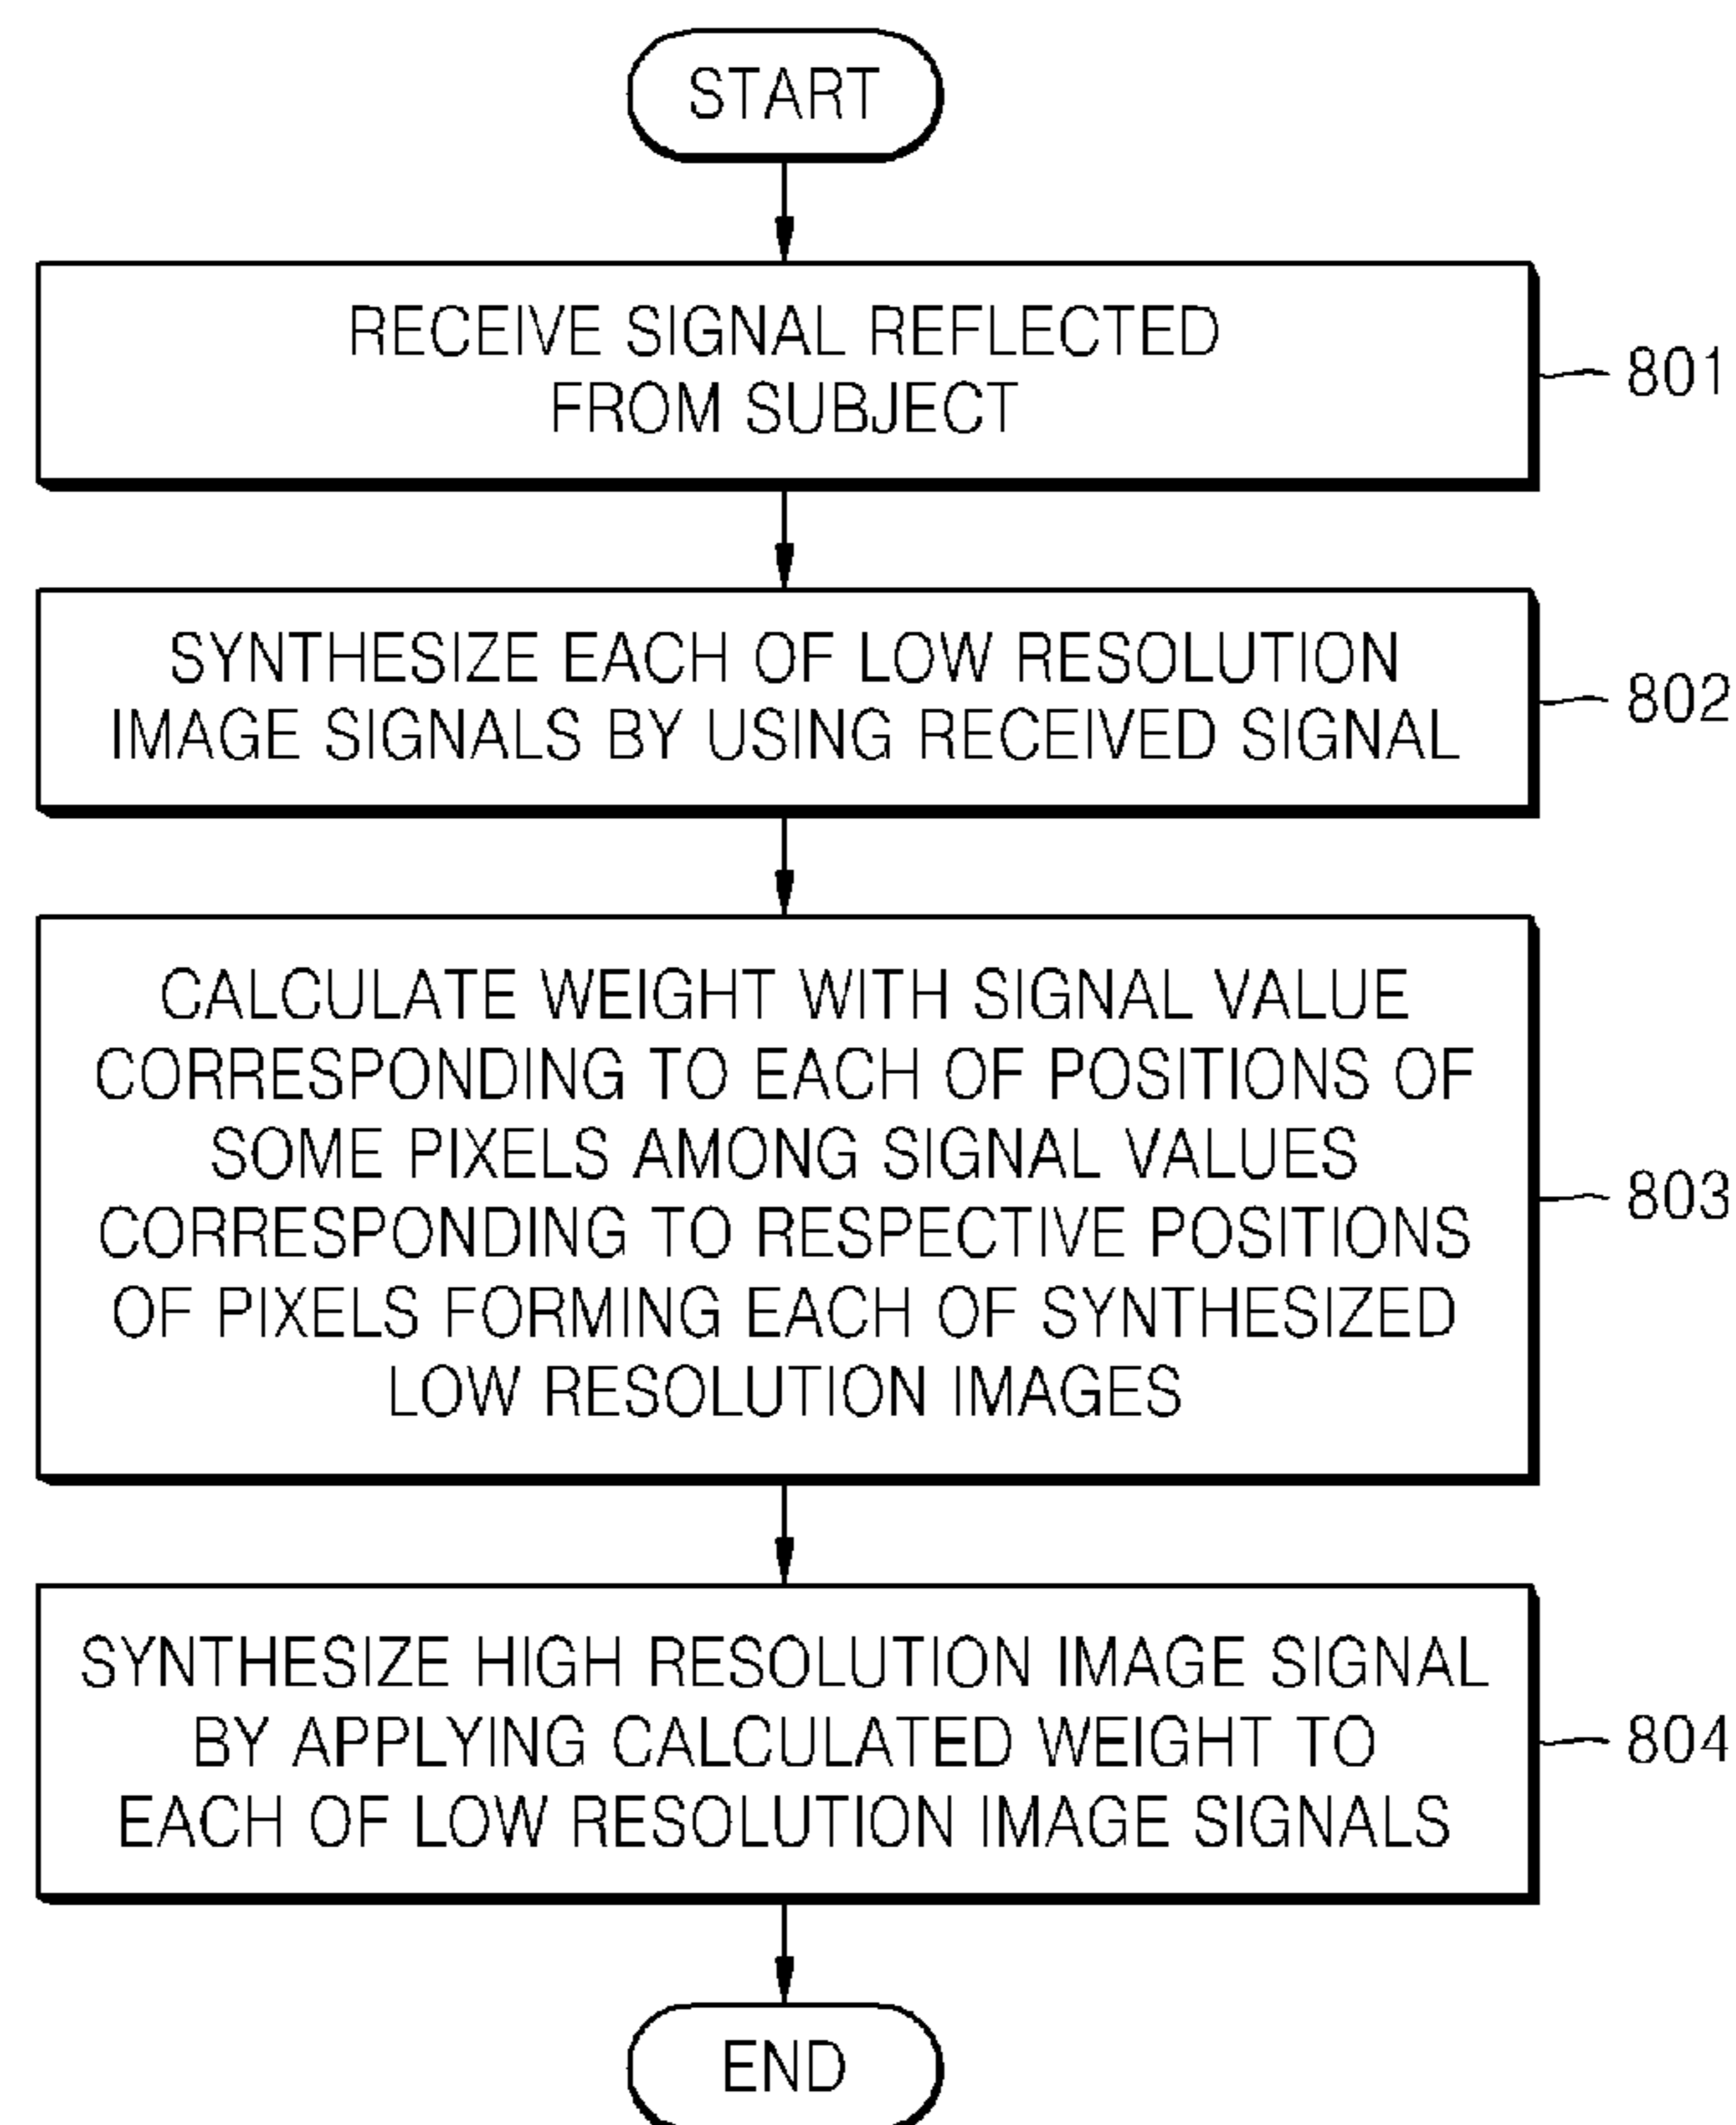 START
RECEIVE SIGNAL REFLECTED
FROM SUBJECT
801
SYNTHESIZE EACH OF LOW RESOLUTION
IMAGE SIGNALS BY USING RECEIVED SIGNAL
802
CALCULATE WEIGHT WITH SIGNAL VALUE
CORRESPONDING TO EACH OF POSITIONS OF
SOME PIXELS AMONG SIGNAL VALUES
CORRESPONDING TO RESPECTIVE POSITIONS
OF PIXELS FORMING EACH OF SYNTHESIZED
LOW RESOLUTION IMAGES
803
SYNTHESIZE HIGH RESOLUTION IMAGE SIGNAL
BY APPLYING CALCULATED WEIGHT TO
EACH OF LOW RESOLUTION IMAGE SIGNALS
804
END